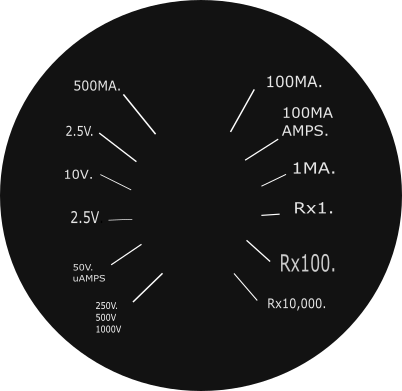 500MA.
100MA.
100MA
AMPS.
2.5V.
10V.
1MA.
2.5V
Rx1.
50V.
uAMPS
Rx100.
250V.
500V
1000V
Rx10,000.